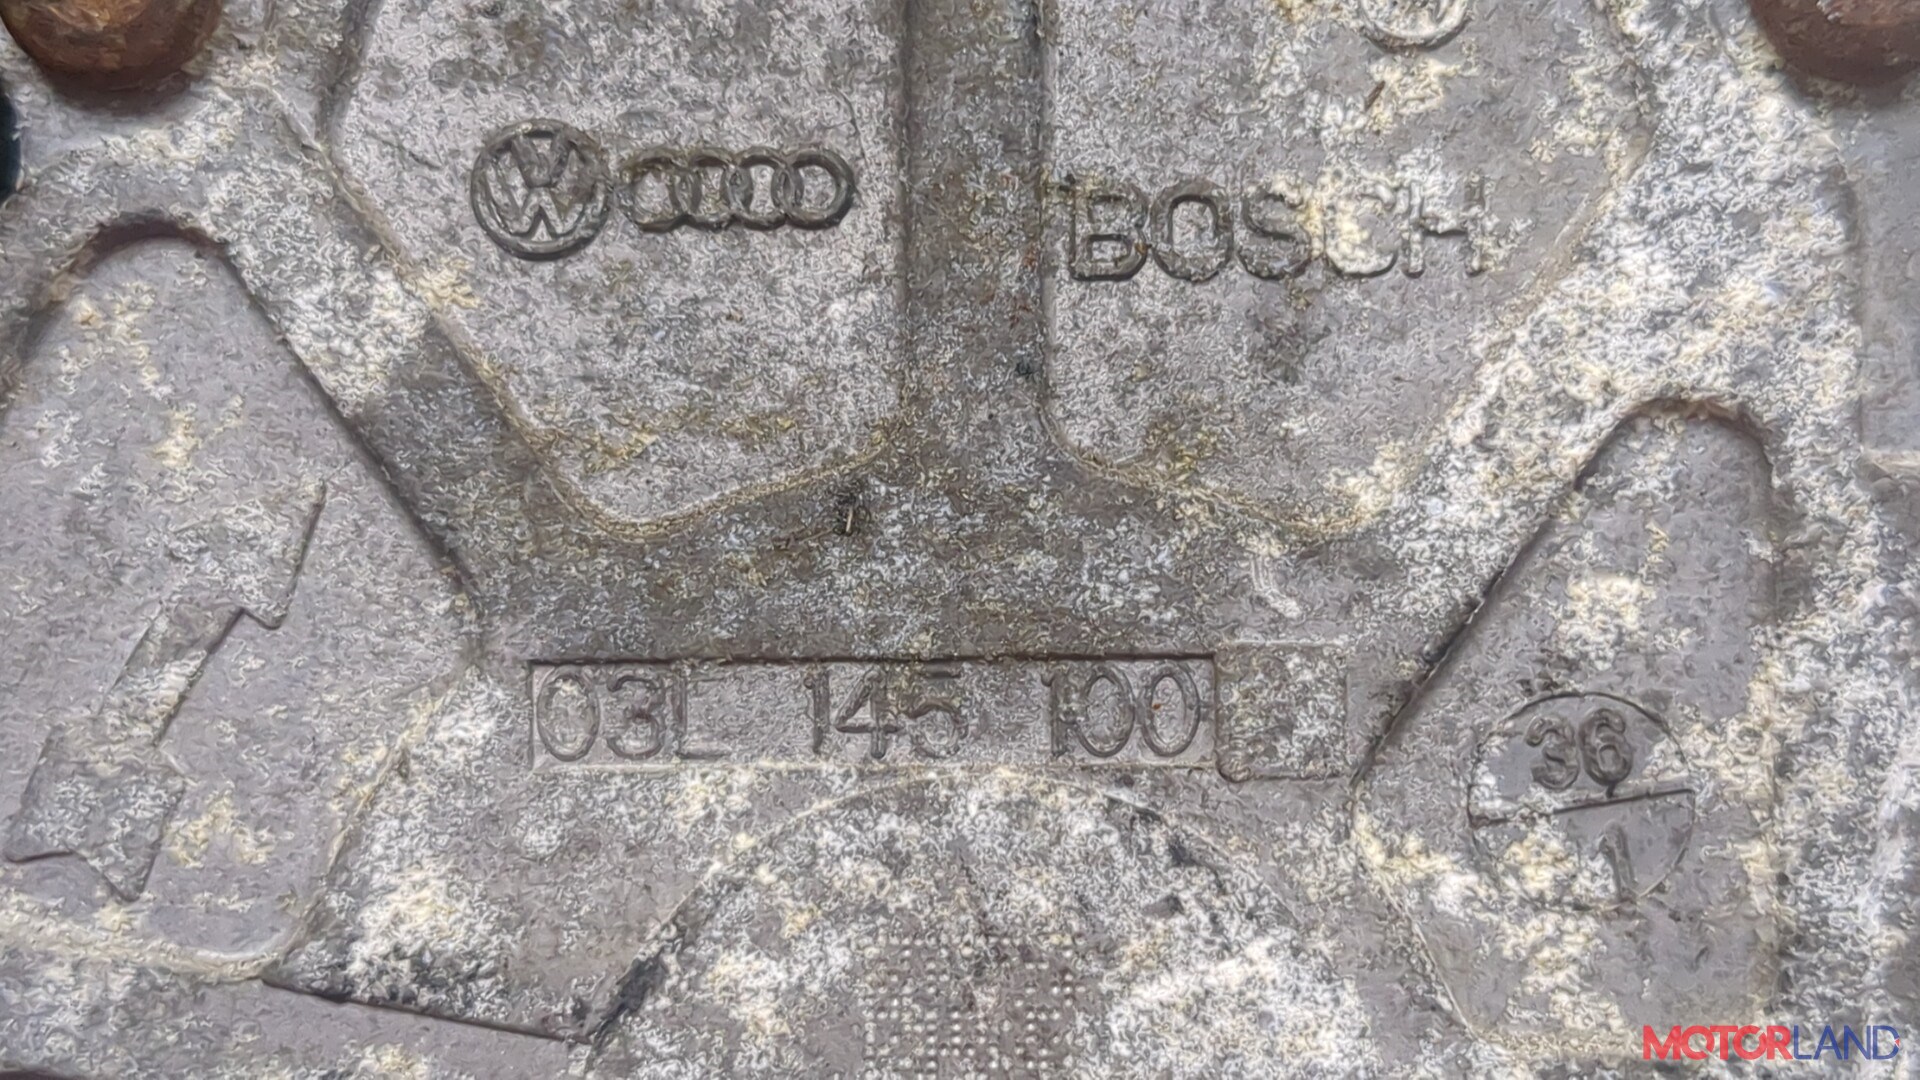 BOSCH
03L 145 100
36
1
MOTORLAND